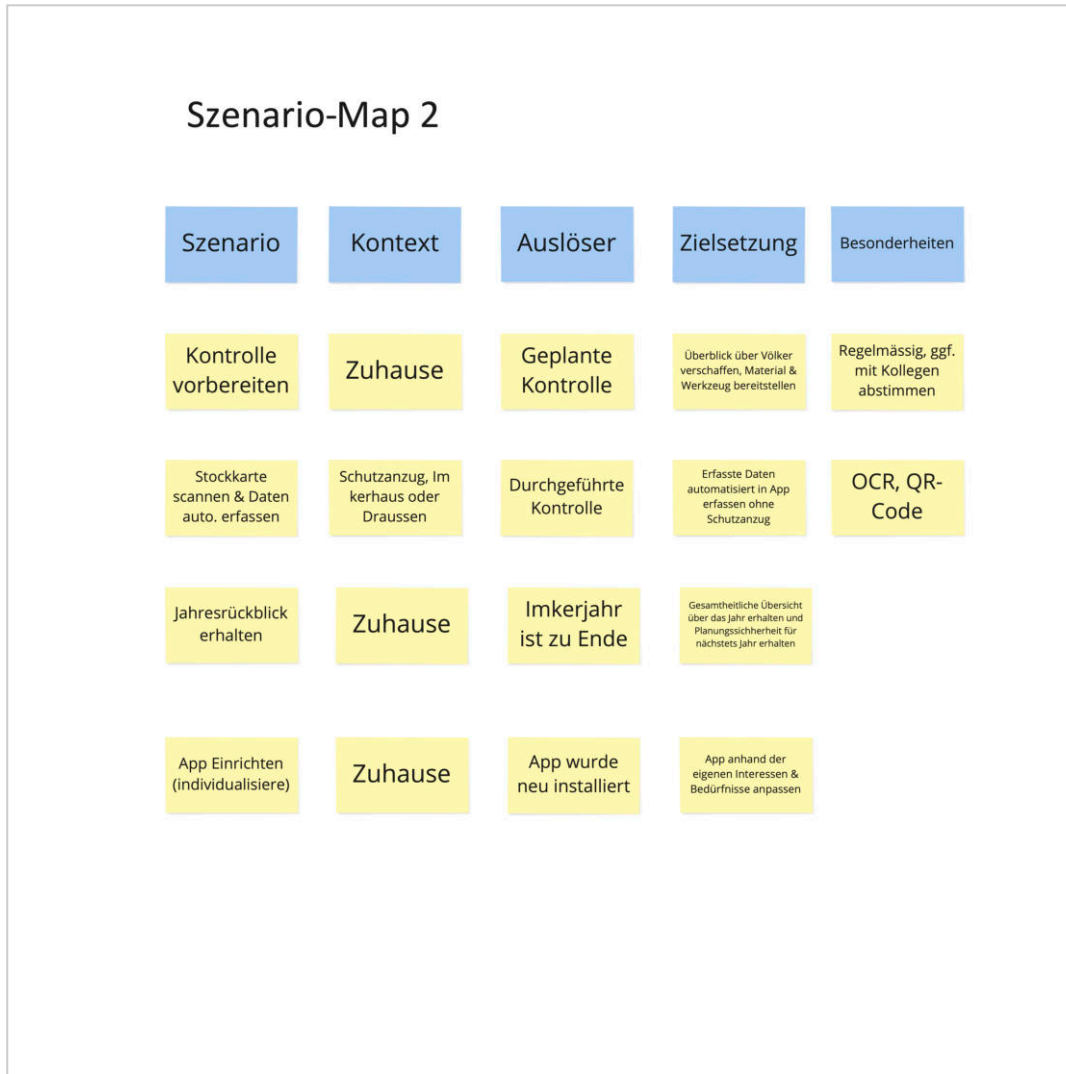 Szenario-Map 2
Szenario
Kontext
Auslöser
Zielsetzung
Besonderheiten
Kontrolle
vorbereiten
Zuhause
Geplante
Kontrolle
Überblick über Völker
verschaffen, Material &
Werkzeug bereitstellen
Regelmässig, ggf.
mit Kollegen
abstimmen
Stockkarte
scannen & Daten
auto. erfassen
Schutzanzug, Im
kerhaus oder
Draussen
Durchgeführte
Kontrolle
Erfasste Daten
automatisiert in App
erfassen ohne
Schutzanzug
OCR, QR-
Code
Jahresrückblick
erhalten
Zuhause
Imkerjahr
ist zu Ende
Gesamtheitliche Übersicht
über das Jahr erhalten und
Planungssichherheit für
nächstets Jahr erhalten
App Einrichten
(individualisiere)
Zuhause
App wurde
neu installiert
App anhand der
eigenen Interessen &
Bedürfnisse anpassen